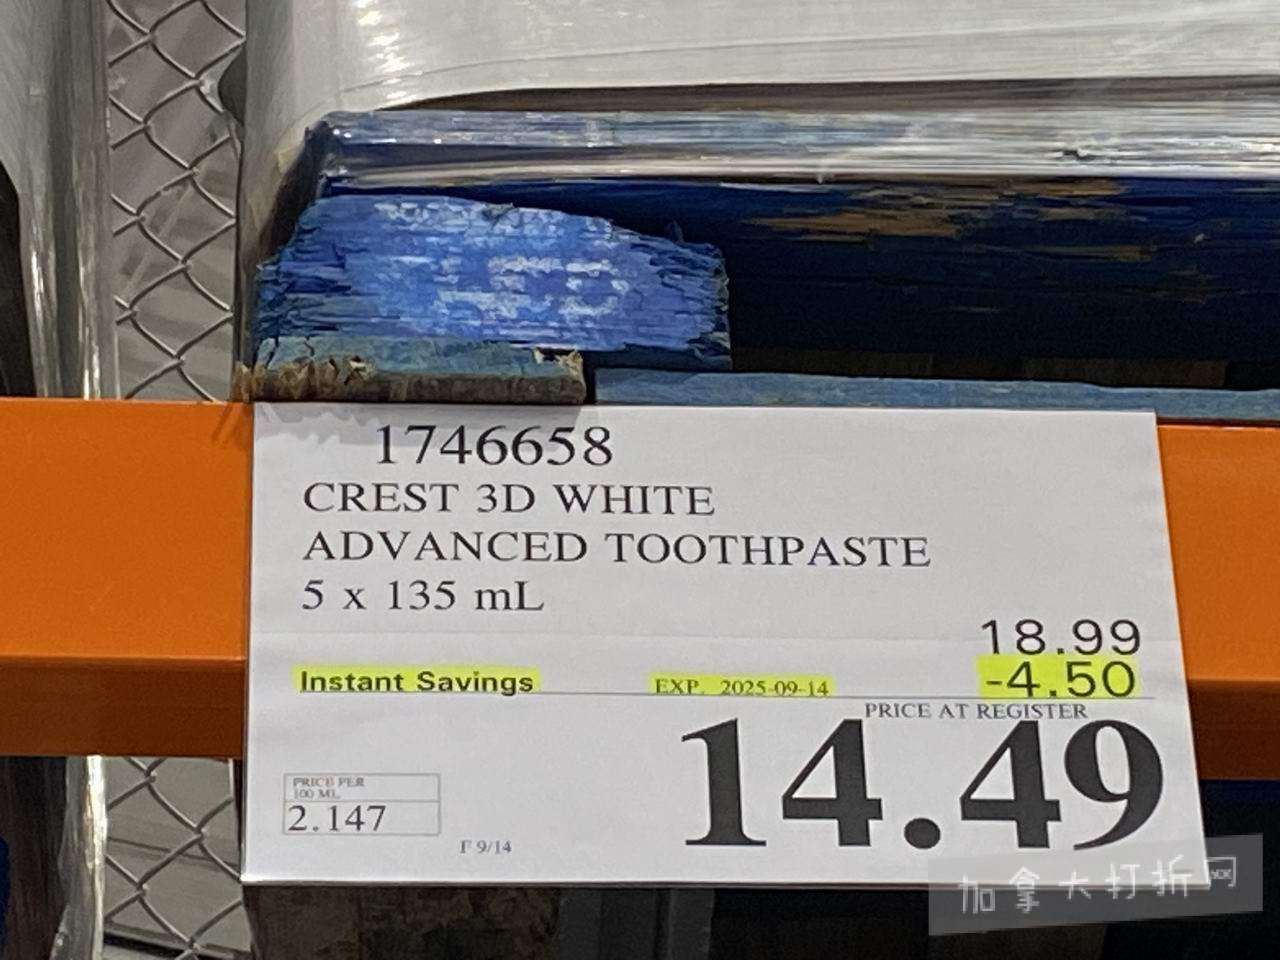 1746658
CREST 3D WHITE
ADVANCED TOOTHPASTE
5 x 135 mL
18.99
Instant Savings EXP. 2025-09-14 -4.50
PRICE AT REGISTER
14.49
PRICE PER
100 ML
2.147
F 9/14
加拿大打折网